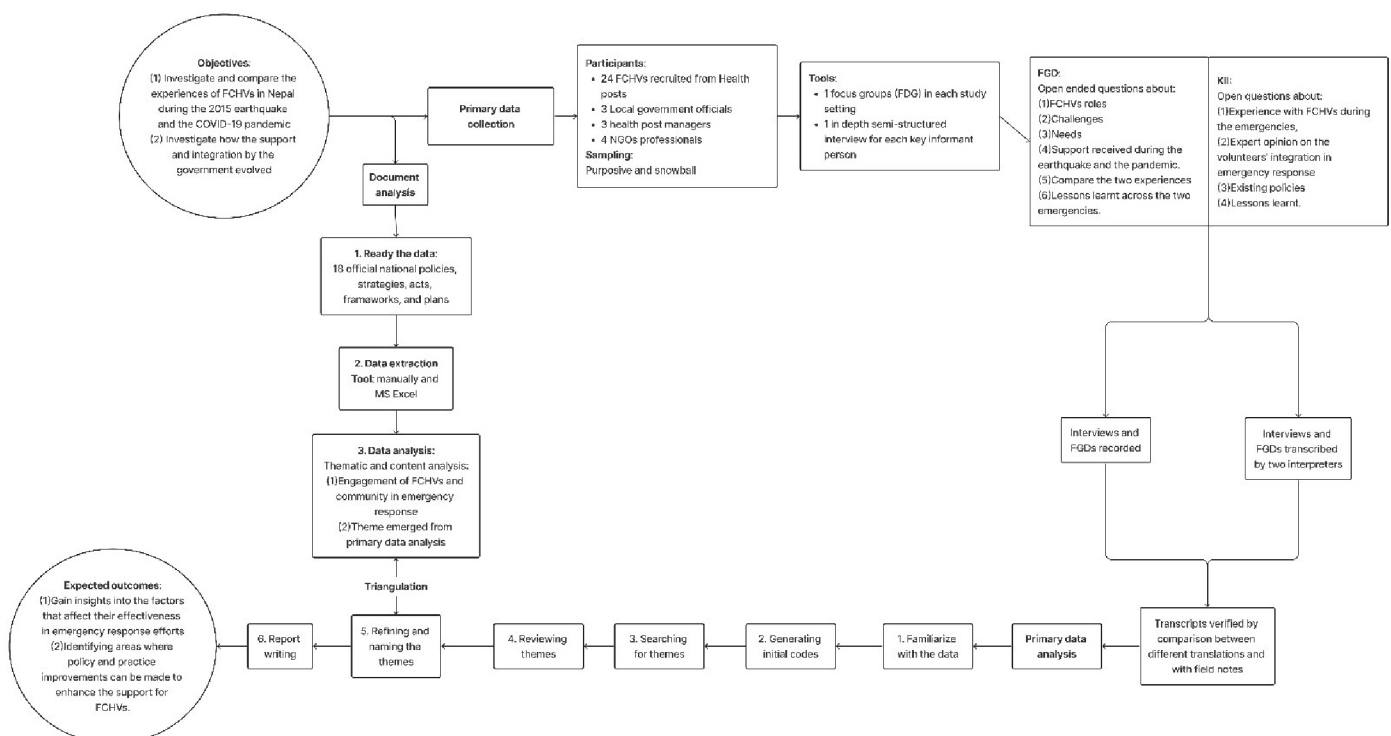 Objectives:
(1) Investigate and compare the
experiences of FCHVs in Nepal
during the 2015 earthquake
and the COVID-19 pandemic
(2) Investigate how the support
and integration by the
government evolved
Primary data
collection
Participants:
• 24 FCHVs recruited from Health
posts
• 3 Local government officials
• 3 health post managers
• 4 NGOs professionals
Sampling:
Purposive and snowball
Tools:
• 1 focus groups (FDG) in each study
setting
• 1 in depth semi-structured
interview for each key informant
person
FGD:
Open ended questions about:
(1)FCHVs roles
(2)Challenges
(3)Needs
(4)Support received during the
earthquake and the pandemic.
(5)Compare the two experiences
(6)Lessons learnt across the two
emergencies.
KII:
Open questions about:
(1)Experience with FCHVs during
the emergencies,
(2)Expert opinion on the
volunteers' integration in
emergency response
(3)Existing policies
(4)Lessons learnt.
Document
analysis
1. Ready the data:
18 official national policies,
strategies, acts,
frameworks, and plans
2. Data extraction
Tool: manually and
MS Excel
3. Data analysis:
Thematic and content analysis:
(1)Engagement of FCHVs and
community in emergency
response
(2)Theme emerged from
primary data analysis
Triangulation
Interviews and
FGDs recorded
Interviews and
FGDs transcribed
by two interpreters
Transcripts verified by
comparison between
different translations and
with field notes
Primary data
analysis
1. Familiarize
with the data
2. Generating
initial codes
3. Searching
for themes
4. Reviewing
themes
5. Refining and
naming the
themes
6. Report
writing
Expected outcomes:
(1)Gain insights into the factors
that affect their effectiveness
in emergency response efforts
(2)Identifying areas where
policy and practice
improvements can be made to
enhance the support for
FCHVs.